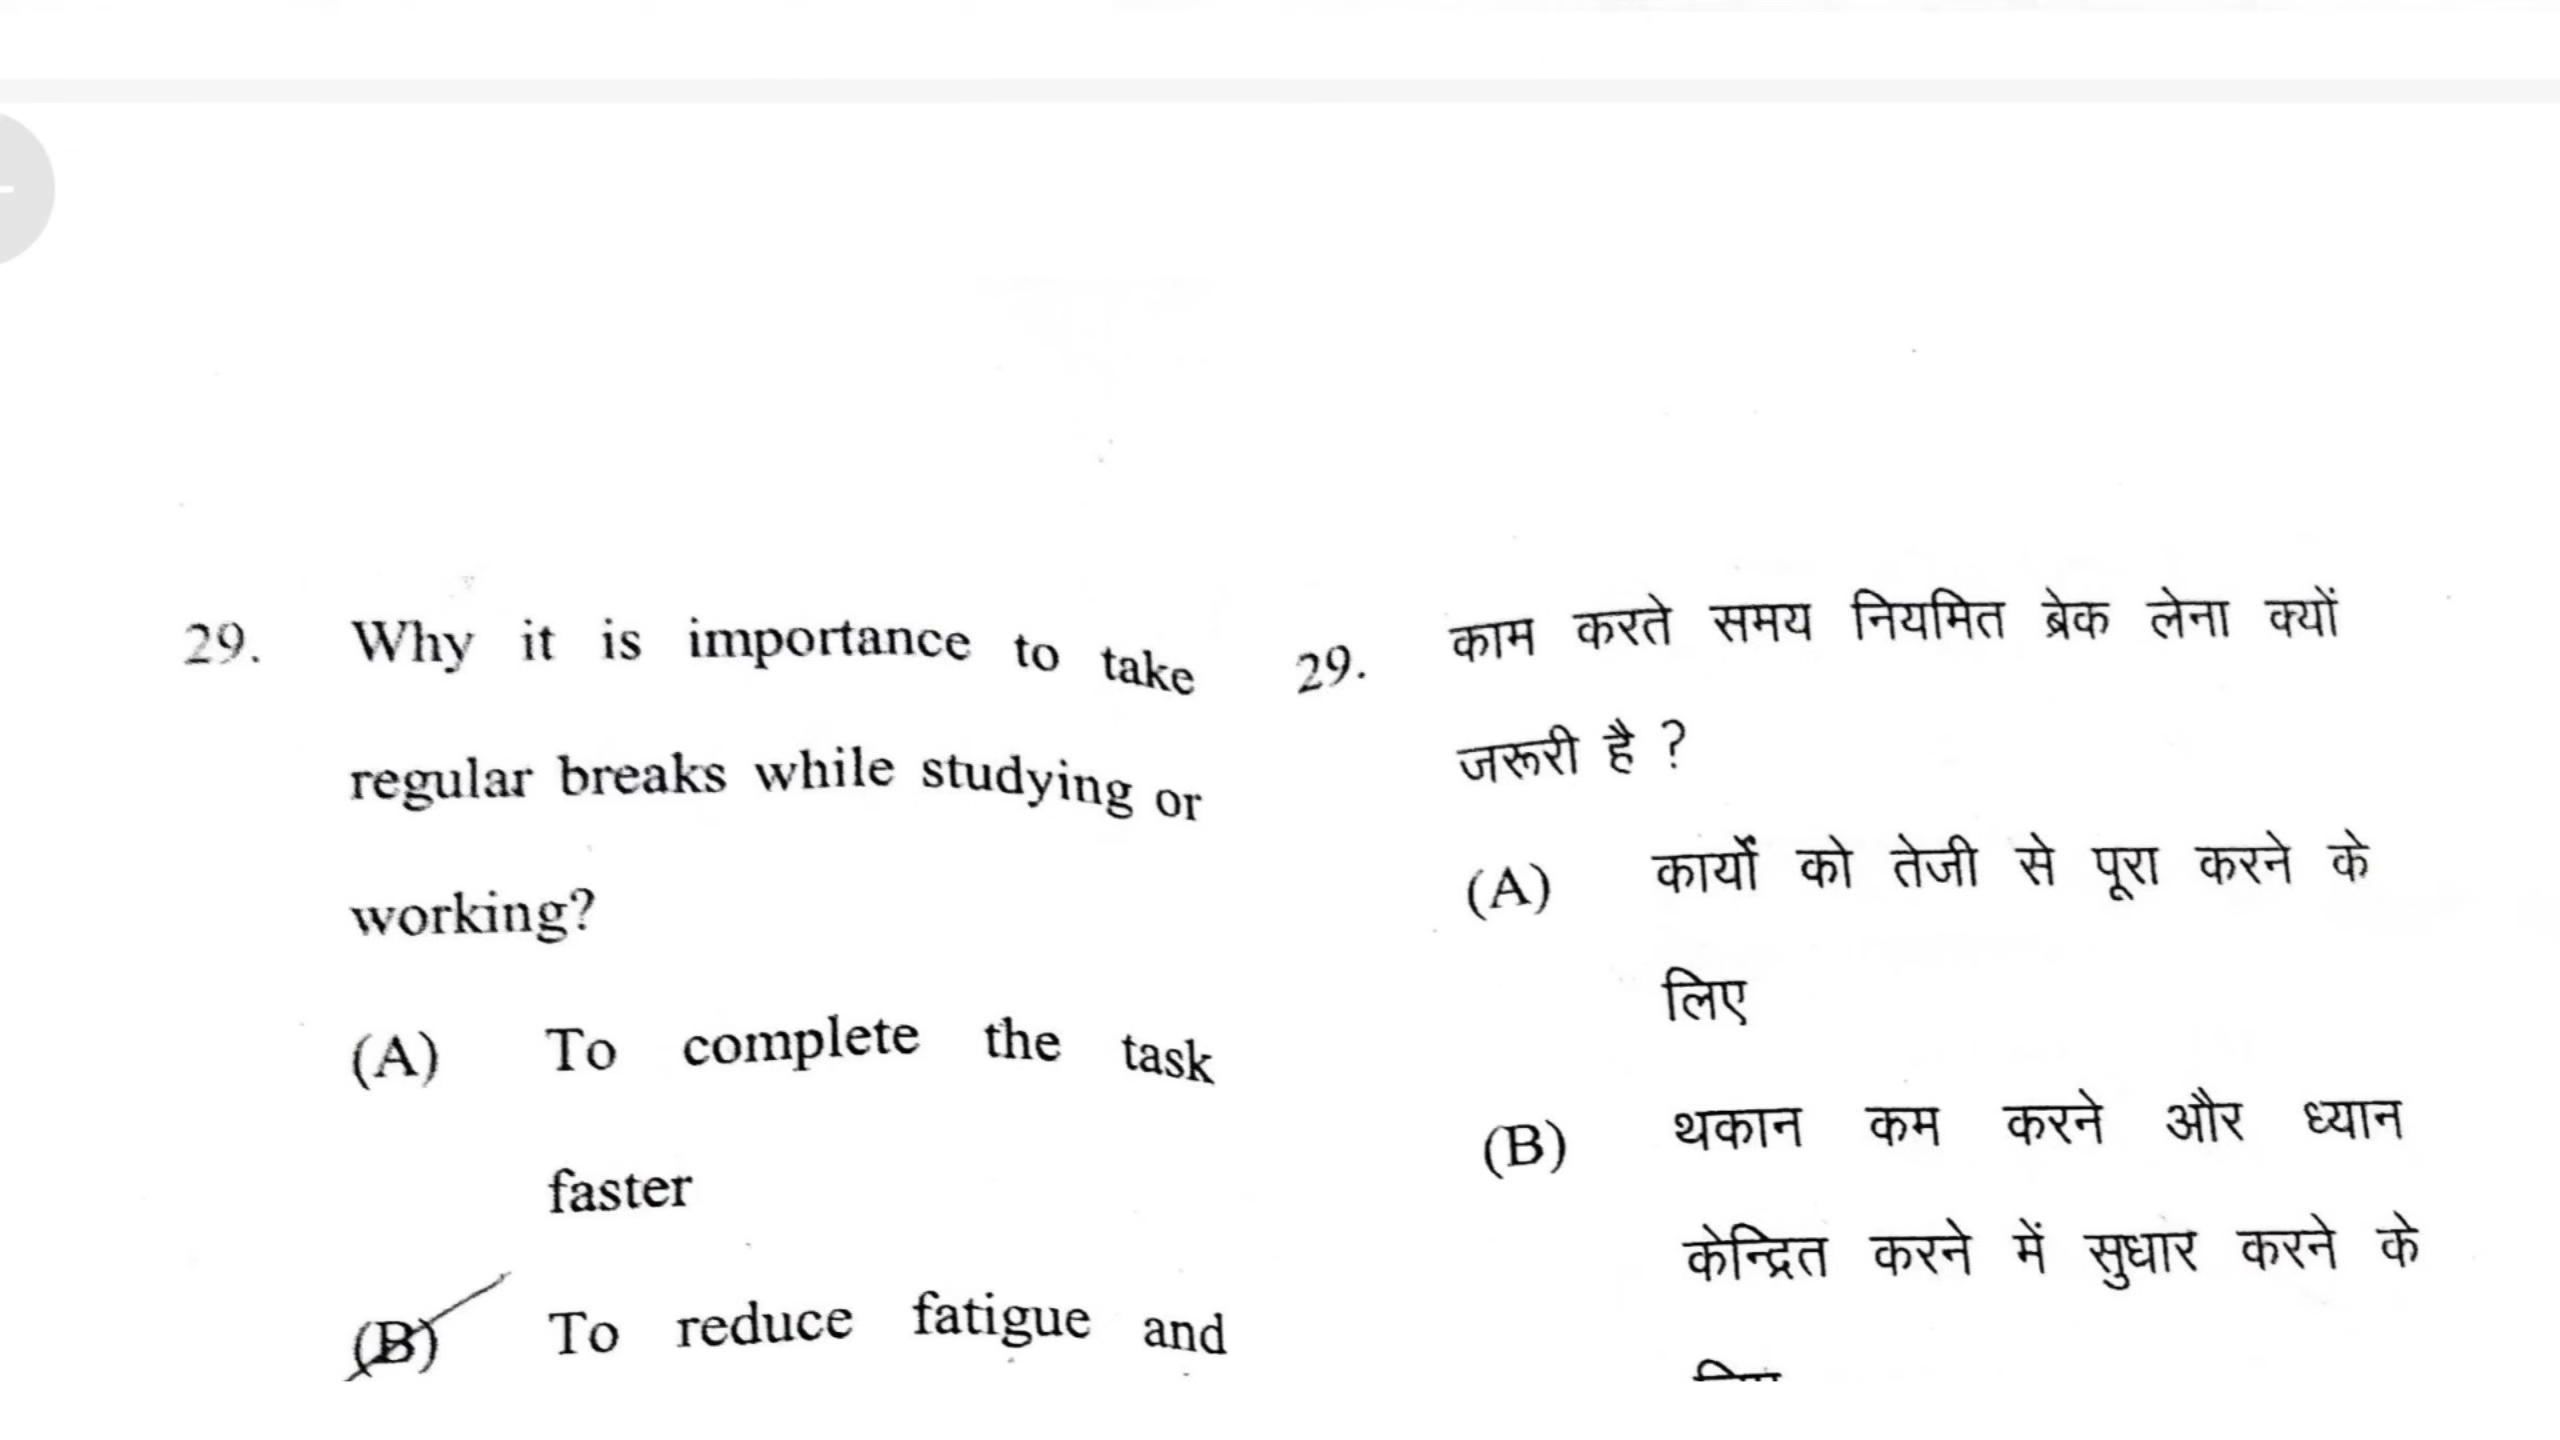 29. Why it is importance to take
regular breaks while studying or
working?
(A) To complete the task
faster
(B) To reduce fatigue and
29. काम करते समय नियमित ब्रेक लेना क्यों
जरूरी है ?
(A) कार्यों को तेजी से पूरा करने के
लिए
(B) थकान कम करने और ध्यान
केन्द्रित करने में सुधार करने के